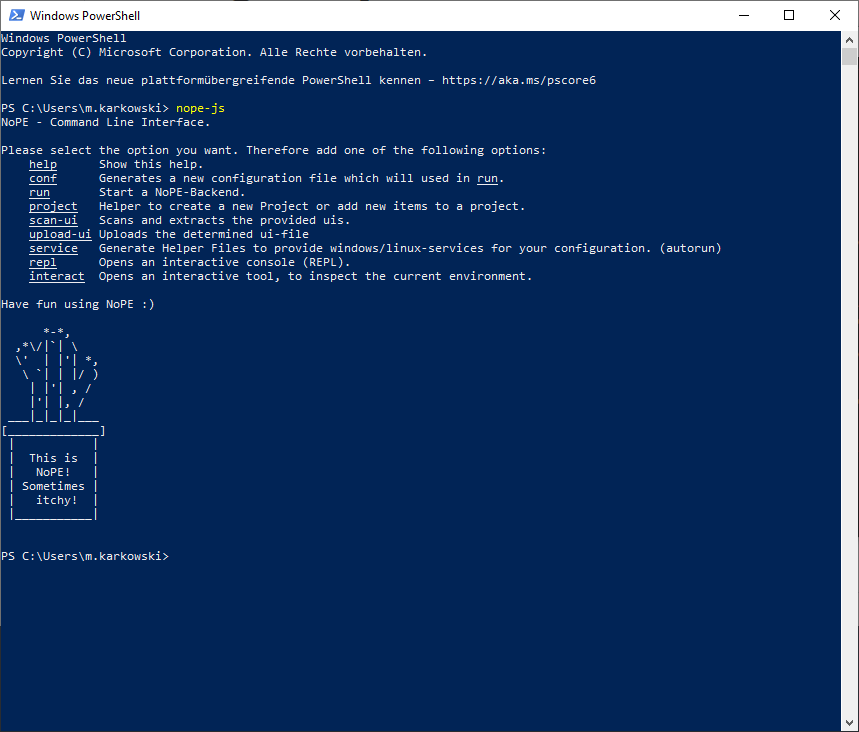 Windows PowerShell
Windows PowerShell
Copyright (C) Microsoft Corporation. Alle Rechte vorbehalten.
Lernen Sie das neue plattformübergreifende PowerShell kennen – https://aka.ms/pscore6
PS C:\Users\m.karkowski> nope-js
NoPE - Command Line Interface.
Please select the option you want. Therefore add one of the following options:
help Show this help.
conf Generates a new configuration file which will used in run.
run Start a NoPE-Backend.
project Helper to create a new Project or add new items to a project.
scan-ui Scans and extracts the provided uis.
upload-ui Uploads the determined ui-file
service Generate Helper Files to provide windows/linux-services for your configuration. (autorun)
repl Opens an interactive console (REPL).
interact Opens an interactive tool, to inspect the current environment.
Have fun using NoPE :)
This is
NoPE!
Sometimes
itchy!
PS C:\Users\m.karkowski>